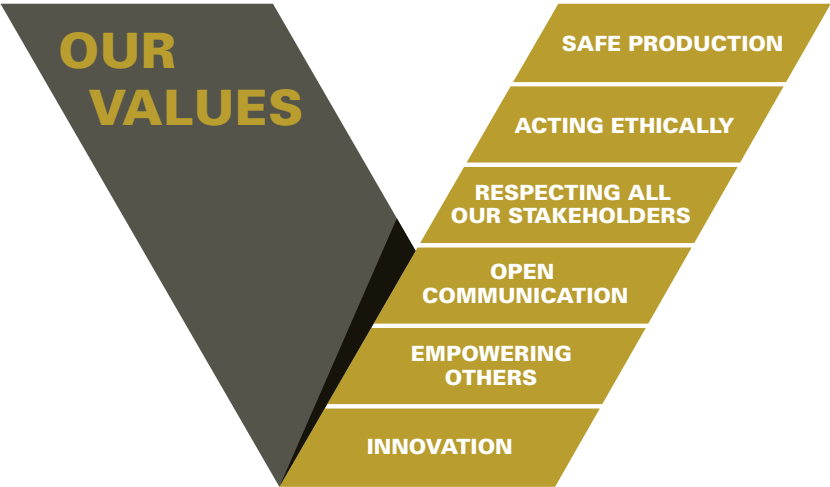 OUR
VALUES
SAFE PRODUCTION
ACTING ETHICALLY
RESPECTING ALL
OUR STAKEHOLDERS
OPEN
COMMUNICATION
EMPOWERING
OTHERS
INNOVATION